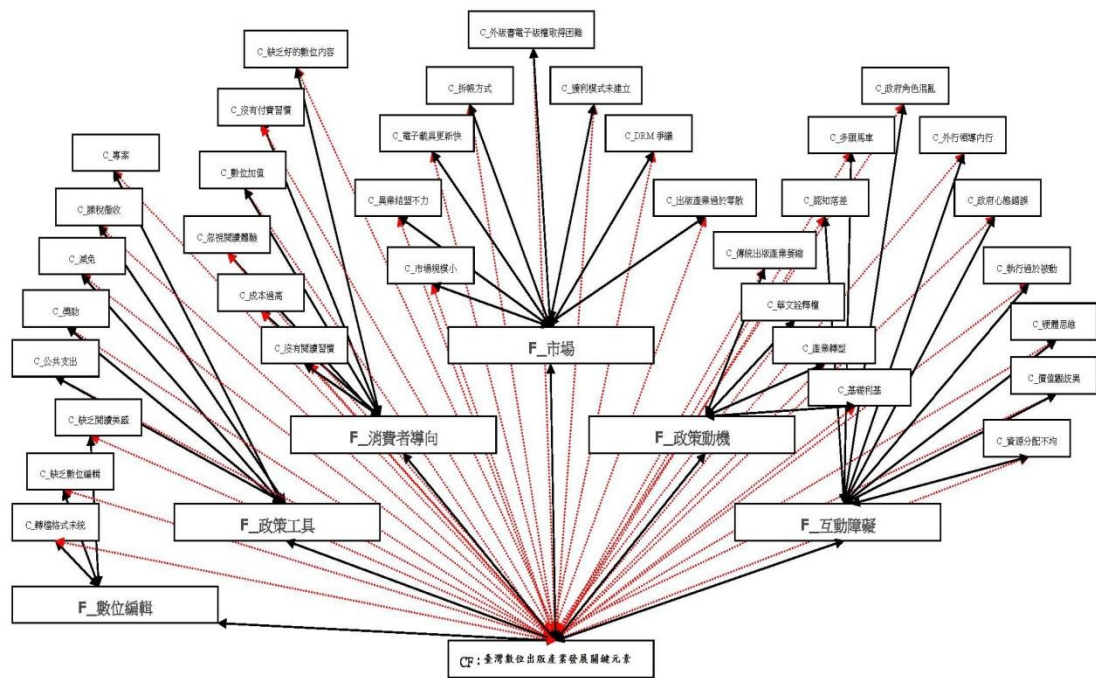 C_外版書電子版權取得困難
C_缺乏好的數位內容
C_拆帳方式
C_獲利模式未建立
C_政府角色混亂
C_沒有付費習慣
C_電子載具更新快
C_DRM 爭議
C_多頭馬車
C_外行領導內行
C_專案
C_數位加值
C_異業結盟不力
C_出版產業過於零散
C_認知落差
C_政府心態錯誤
C_課稅徵收
C_忽視閱讀體驗
C_市場規模小
C_傳統出版產業萎縮
C_執行過於被動
C_減免
C_成本過高
C_華文詮釋權
C_硬體思維
C_獎助
C_沒有閱讀習慣
F_市場
C_產業轉型
C_價值觀歧異
C_公共支出
C_基礎利基
C_缺乏閱讀美感
F_消費者導向
F_政策動機
C_資源分配不均
C_缺乏數位編輯
C_轉檔格式未統
F_政策工具
F_互動障礙
F_數位編輯
CF：臺灣數位出版產業發展關鍵元素